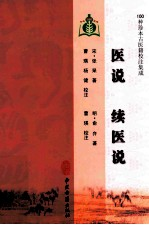 100种珍本古医籍校注集成
医说 续医说
宋·张杲 著
曹瑛 杨健 校注
明·俞弁 著
曹瑛 校注
中医古籍出版社